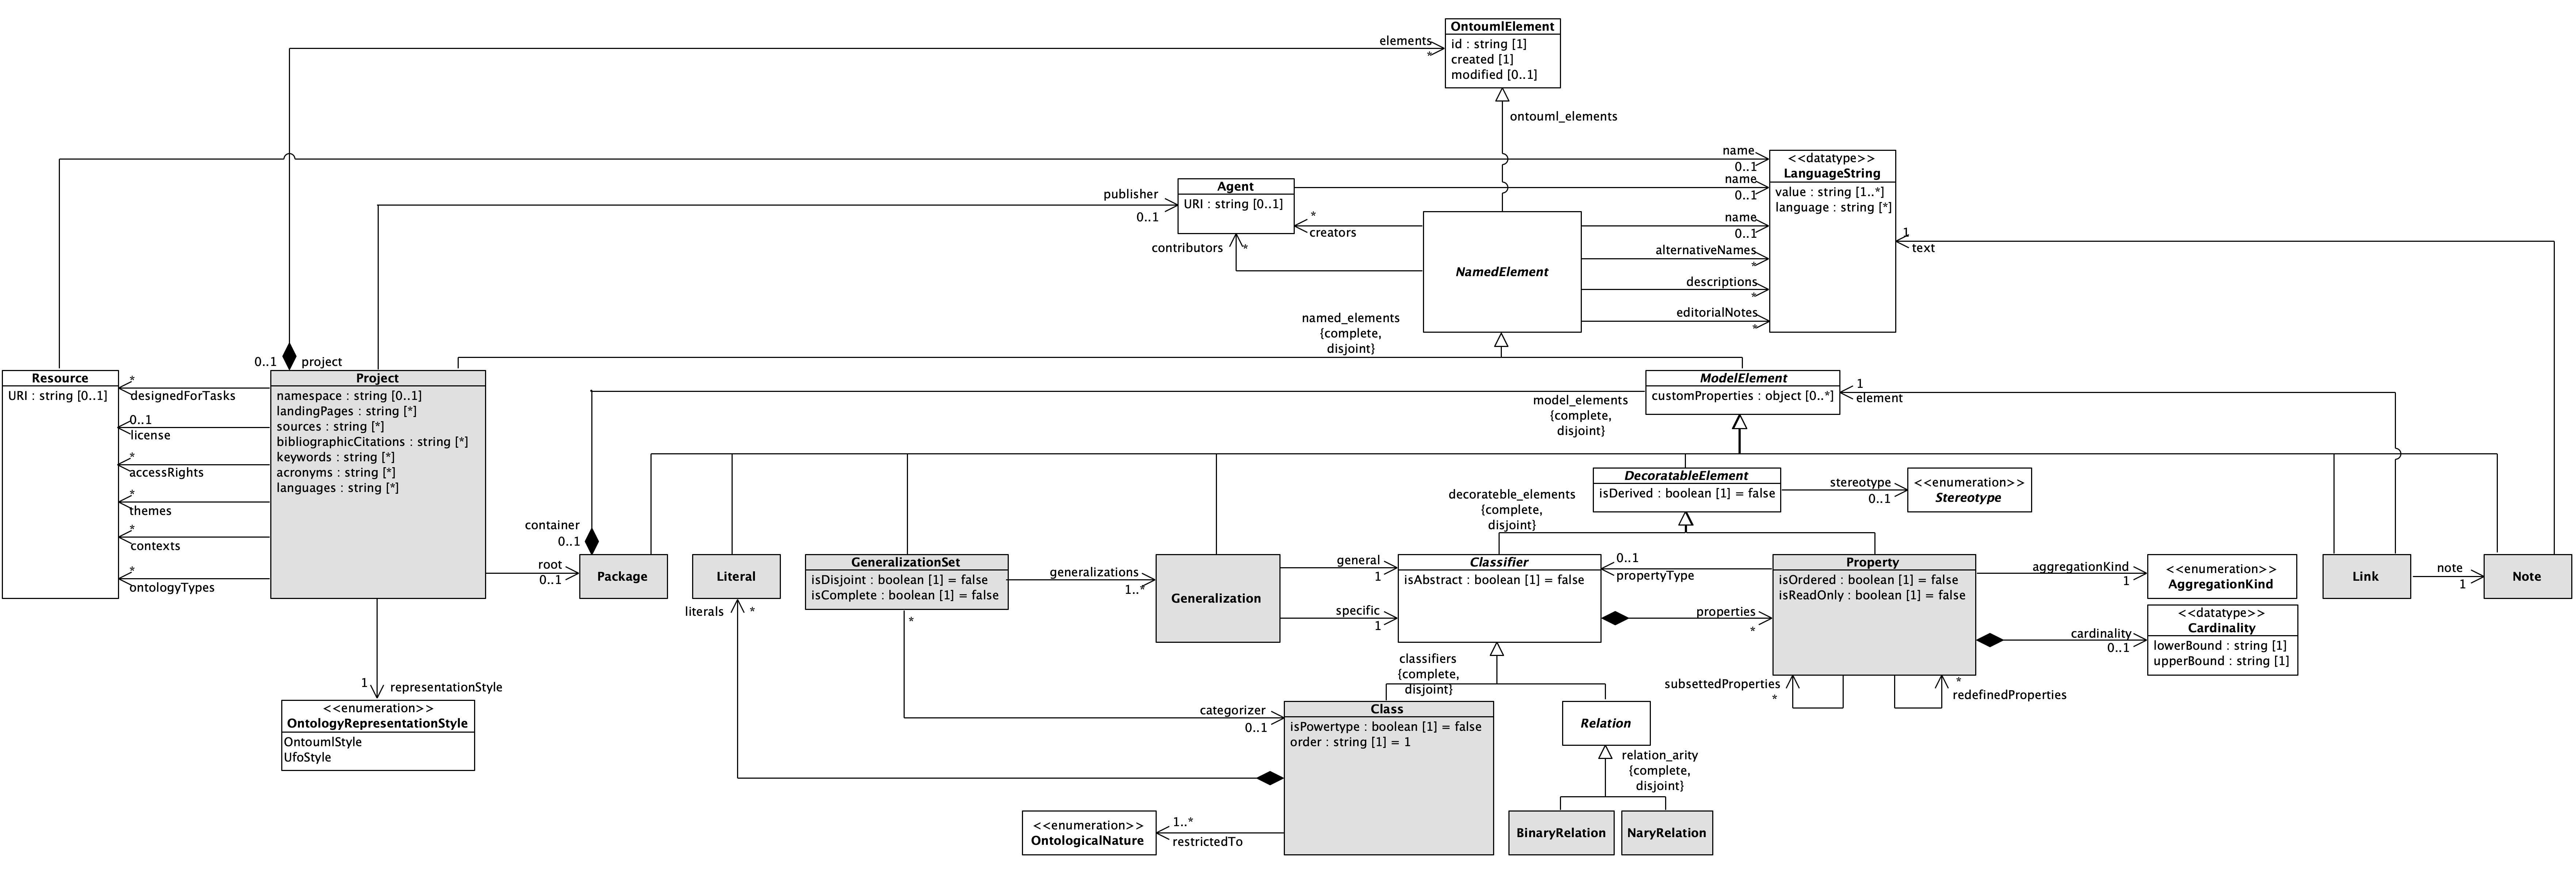 OntoumlElement
id : string [1]
created [1]
modified [0..1]
elements
*
ontouml_elements
name
0..1
<<datatype>>
LanguageString
value : string [1..*]
language : string [*]
publisher
0..1
Agent
URI : string [0..1]
name
0..1
*
creators
contributors
*
NamedElement
name
0..1
alternativeNames
*
descriptions
*
editorialNotes
*
1
text
named_elements
{complete,
disjoint}
0..1
project
Resource
URI : string [0..1]
*
designedForTasks
0..1
license
*
accessRights
*
themes
*
contexts
*
ontologyTypes
Project
namespace : string [0..1]
landingPages : string [*]
sources : string [*]
bibliographicCitations : string [*]
keywords : string [*]
acronyms : string [*]
languages : string [*]
ModelElement
customProperties : object [0..*]
1
element
model_elements
{complete,
disjoint}
DecoratableElement
isDerived : boolean [1] = false
stereotype
0..1
<<enumeration>>
Stereotype
decorateble_elements
{complete,
disjoint}
container
0..1
root
0..1
Package
Literal
literals
*
GeneralizationSet
isDisjoint : boolean [1] = false
isComplete : boolean [1] = false
*
generalizations
1..*
Generalization
general
1
specific
1
Classifier
isAbstract : boolean [1] = false
0..1
propertyType
properties
*
Property
isOrdered : boolean [1] = false
isReadOnly : boolean [1] = false
aggregationKind
1
<<enumeration>>
AggregationKind
cardinality
0..1
<<datatype>>
Cardinality
lowerBound : string [1]
upperBound : string [1]
Link
note
1
Note
subsettedProperties
*
*
redefinedProperties
classifiers
{complete,
disjoint}
1
representationStyle
<<enumeration>>
OntologyRepresentationStyle
OntoumlStyle
UfoStyle
categorizer
0..1
Class
isPowertype : boolean [1] = false
order : string [1] = 1
Relation
relation_arity
{complete,
disjoint}
<<enumeration>>
OntologicalNature
1..*
restrictedTo
BinaryRelation
NaryRelation